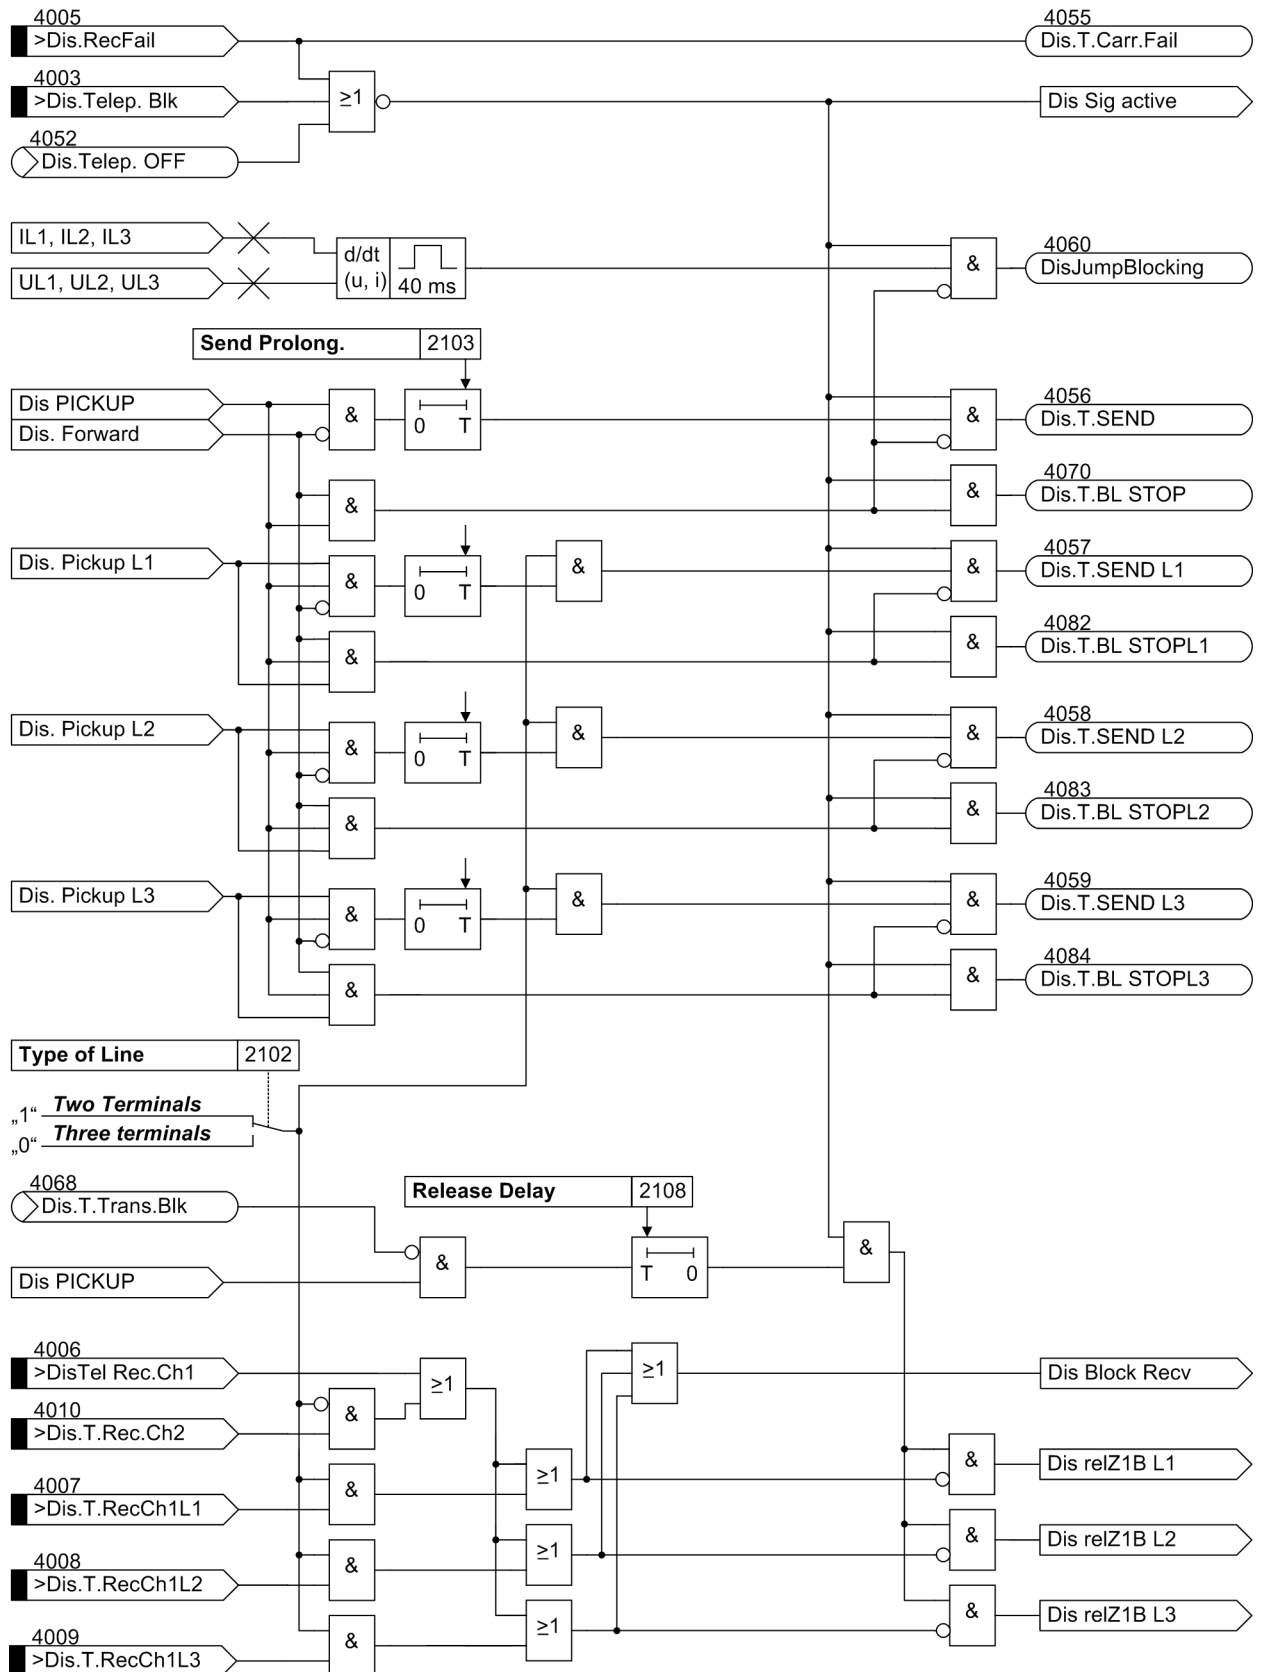 4005
>Dis.RecFail
4055
Dis.T.Carr.Fail
4003
>Dis.Telep. Blk
≥1
Dis Sig active
4052
Dis.Telep. OFF
IL1, IL2, IL3
UL1, UL2, UL3
d/dt
(u, i)
40 ms
&
4060
DisJumpBlocking
Send Prolong.
2103
Dis PICKUP
Dis. Forward
&
0 T
&
4056
Dis.T.SEND
&
&
4070
Dis.T.BL STOP
Dis. Pickup L1
&
0 T
&
&
4057
Dis.T.SEND L1
&
&
4082
Dis.T.BL STOPL1
Dis. Pickup L2
&
0 T
&
&
4058
Dis.T.SEND L2
&
&
4083
Dis.T.BL STOPL2
Dis. Pickup L3
&
0 T
&
&
4059
Dis.T.SEND L3
&
&
4084
Dis.T.BL STOPL3
Type of Line
2102
„1“ Two Terminals
„0“ Three terminals
4068
Dis.T.Trans.Blk
Release Delay
2108
Dis PICKUP
&
T 0
&
4006
>DisTel Rec.Ch1
≥1
≥1
Dis Block Recv
4010
>Dis.T.Rec.Ch2
&
4007
>Dis.T.RecCh1L1
&
≥1
&
Dis relZ1B L1
4008
>Dis.T.RecCh1L2
&
≥1
&
Dis relZ1B L2
4009
>Dis.T.RecCh1L3
&
≥1
&
Dis relZ1B L3